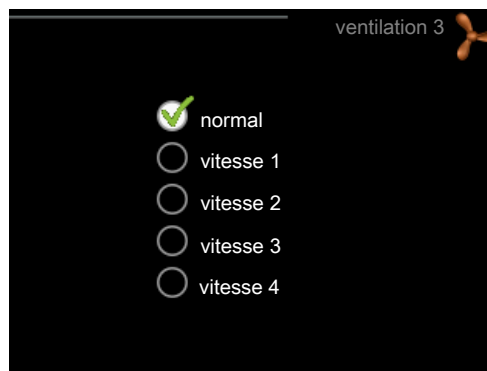 ventilation 3
normal
vitesse 1
vitesse 2
vitesse 3
vitesse 4